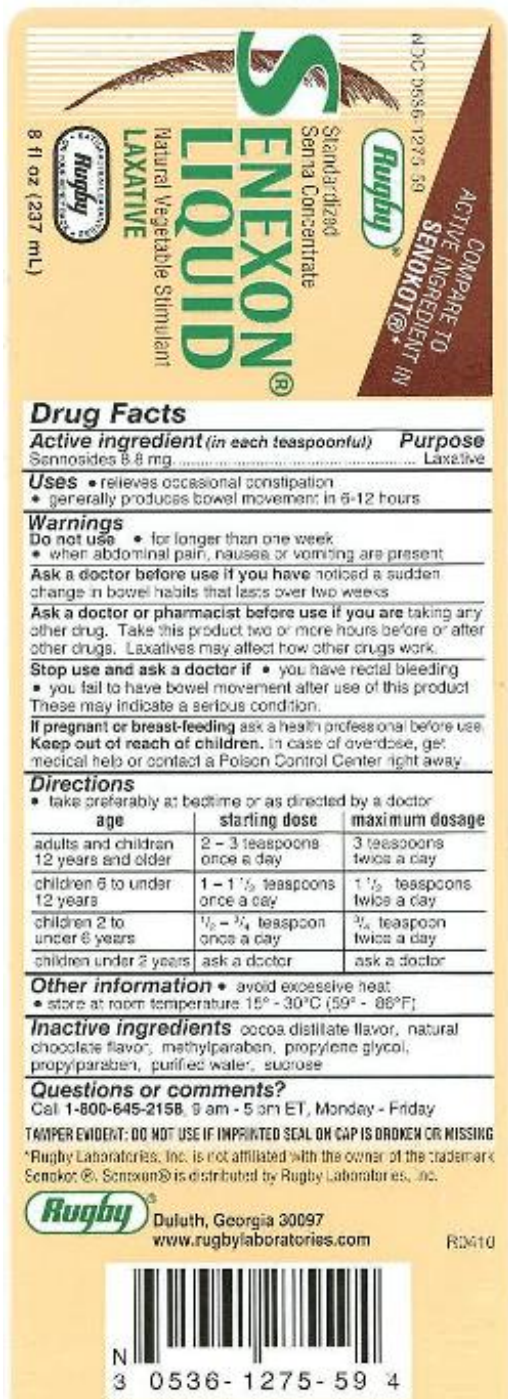 NDC 0536-1275-59
COMPARE TO
ACTIVE INGREDIENT IN
SENOKOT®*
Rugby®
Standardized
Senna Concentrate
SENEXON®
LIQUID
Natural Vegetable Stimulant
LAXATIVE
Rugby
8 fl oz (237 mL)
Drug Facts
Active ingredient (in each teaspoonful) Purpose
Sennosides 8.8 mg Laxative
Uses • relieves occasional constipation
• generally produces bowel movement in 6-12 hours
Warnings
Do not use • for longer than one week
• when abdominal pain, nausea or vomiting are present
Ask a doctor before use if you have noticed a sudden
change in bowel habits that lasts over two weeks
Ask a doctor or pharmacist before use if you are taking any
other drug. Take this product two or more hours before or after
other drugs. Laxatives may affect how other drugs work.
Stop use and ask a doctor if • you have rectal bleeding
• you fail to have bowel movement after use of this product
These may indicate a serious condition.
If pregnant or breast-feeding ask a health professional before use.
Keep out of reach of children. In case of overdose, get
medical help or contact a Poison Control Center right away.
Directions
• take preferably at bedtime or as directed by a doctor
age starting dose maximum dosage
adults and children 2 – 3 teaspoons 3 teaspoons
12 years and older once a day twice a day
children 6 to under 1 – 1 1/2 teaspoons 1 1/2 teaspoons
12 years once a day twice a day
children 2 to 1/2 – 3/4 teaspoon 3/4 teaspoon
under 6 years once a day twice a day
children under 2 years ask a doctor ask a doctor
Other information • avoid excessive heat
• store at room temperature 15° - 30°C (59° - 86°F)
Inactive ingredients cocoa distillate flavor, natural
chocolate flavor, methylparaben, propylene glycol,
propylparaben, purified water, sucrose
Questions or comments?
Call 1-800-645-2158, 9 am - 5 pm ET, Monday - Friday
TAMPER EVIDENT: DO NOT USE IF IMPRINTED SEAL ON CAP IS BROKEN OR MISSING
*Rugby Laboratories, Inc. is not affiliated with the owner of the trademark
Senokot ®. Senexon® is distributed by Rugby Laboratories, Inc.
Rugby®
Duluth, Georgia 30097
www.rugbylaboratories.com
R0410
N
3 0536-1275-59 4